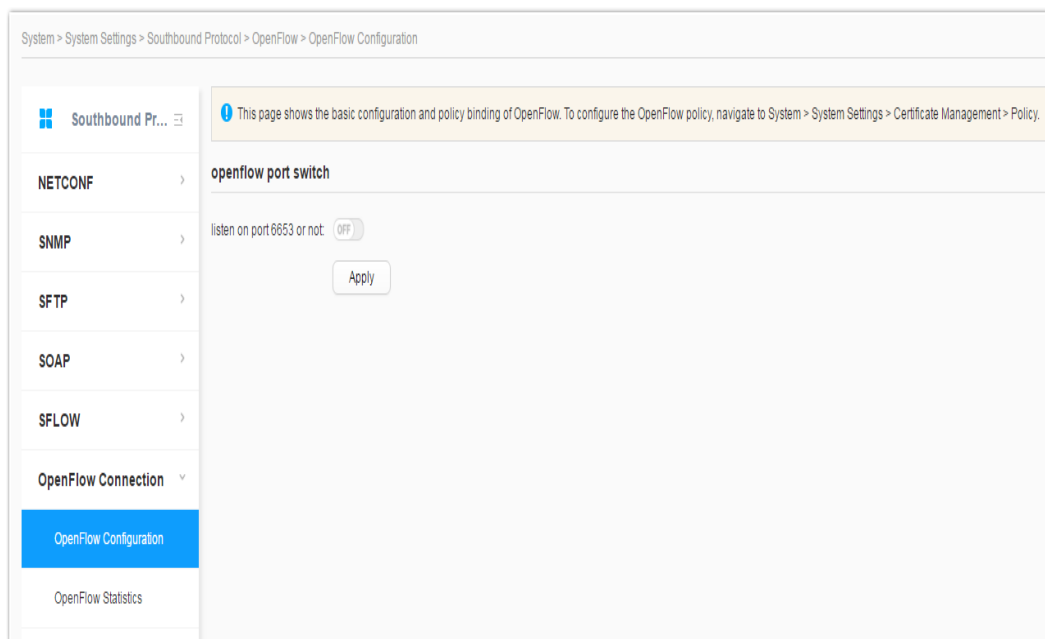 System > System Settings > Southbound Protocol > OpenFlow > OpenFlow Configuration
Southbound Pr...
This page shows the basic configuration and policy binding of OpenFlow. To configure the OpenFlow policy, navigate to System > System Settings > Certificate Management > Policy.
NETCONF
openflow port switch
SNMP
listen on port 6653 or not: OFF
Apply
SFTP
SOAP
SFLOW
OpenFlow Connection
OpenFlow Configuration
OpenFlow Statistics